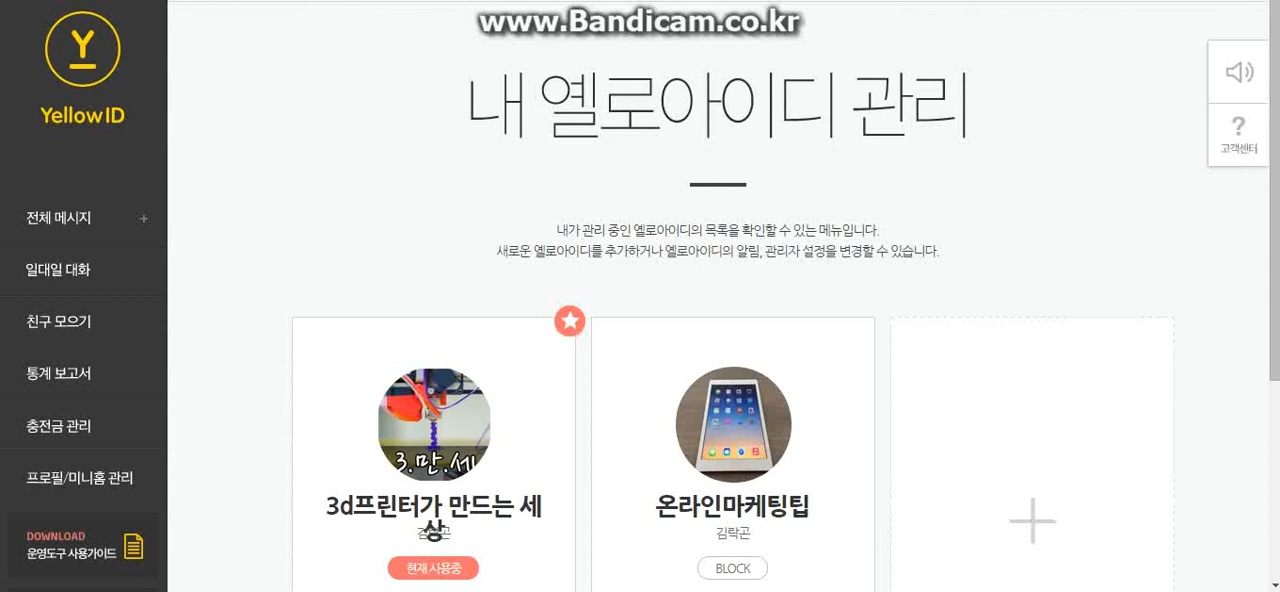 www.Bandicam.co.kr
Y
YellowID
전체 메시지 +
일대일 대화
친구 모으기
통계 보고서
충전금 관리
프로필/미니홈 관리
DOWNLOAD
운영도구 사용가이드
내 옐로아이디 관리
내가 관리 중인 옐로아이디의 목록을 확인할 수 있는 메뉴입니다.
새로운 옐로아이디를 추가하거나 옐로아이디의 알림, 관리자 설정을 변경할 수 있습니다.
?
고객센터
3.만.세
3d프린터가 만드는 세
상
김락곤
현재 사용중
온라인마케팅팁
김락곤
BLOCK